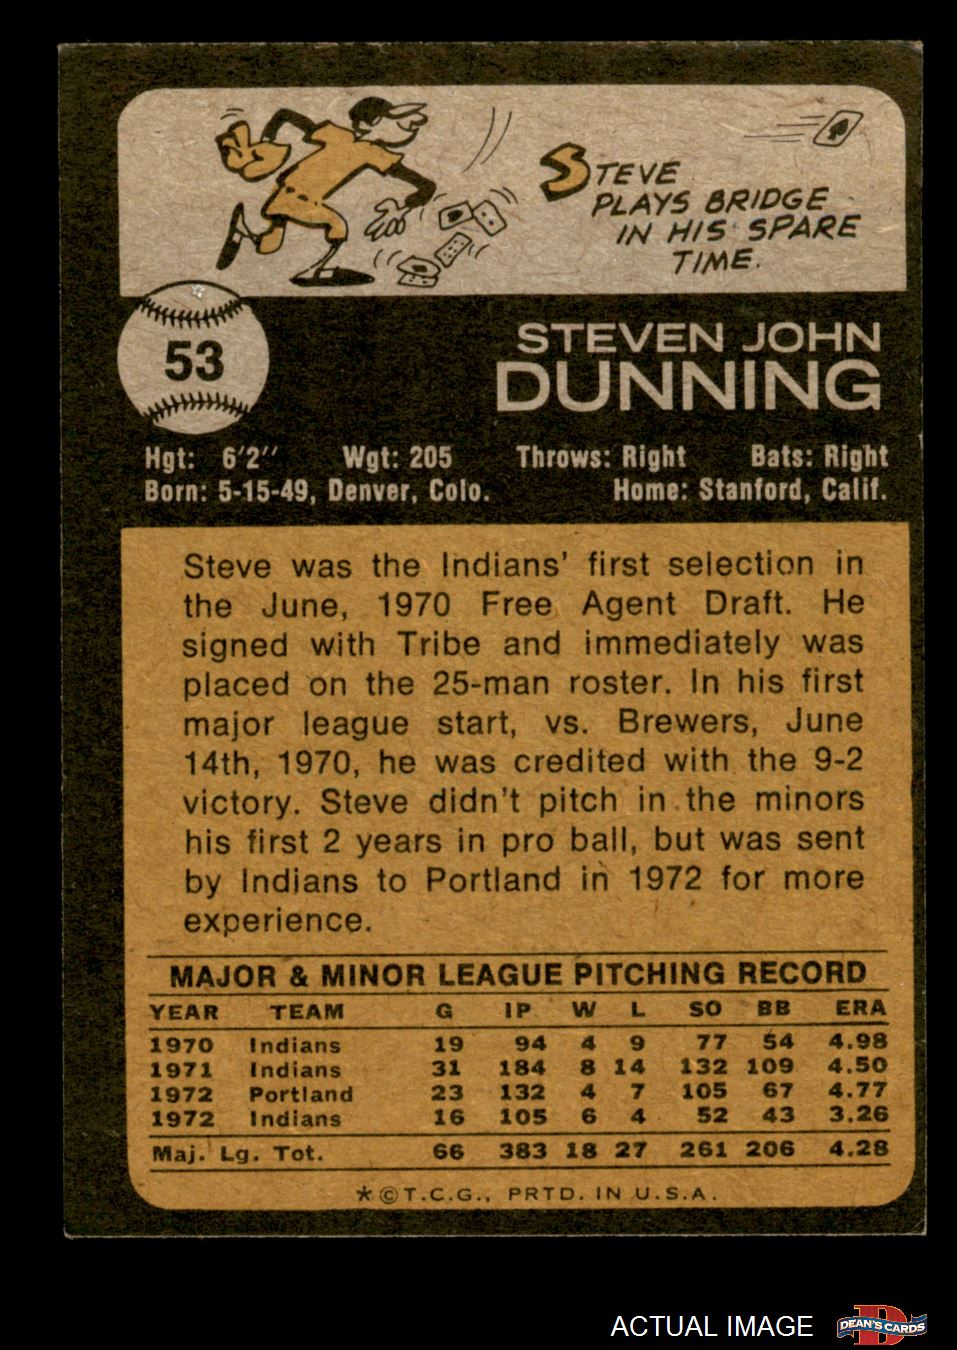 STEVE
PLAYS BRIDGE
IN HIS SPARE
TIME.
53
STEVEN JOHN
DUNNING
Hgt: 6'2'' Wgt: 205 Throws: Right Bats: Right
Born: 5-15-49, Denver, Colo. Home: Stanford, Calif.
Steve was the Indians' first selection in
the June, 1970 Free Agent Draft. He
signed with Tribe and immediately was
placed on the 25-man roster. In his first
major league start, vs. Brewers, June
14th, 1970, he was credited with the 9-2
victory. Steve didn't pitch in the minors
his first 2 years in pro ball, but was sent
by Indians to Portland in 1972 for more
experience.
MAJOR & MINOR LEAGUE PITCHING RECORD
YEAR TEAM G IP W L SO BB ERA
1970 Indians 19 94 4 9 77 54 4.98
1971 Indians 31 184 8 14 132 109 4.50
1972 Portland 23 132 4 7 105 67 4.77
1972 Indians 16 105 6 4 52 43 3.26
Maj. Lg. Tot. 66 383 18 27 261 206 4.28
*©T.C.G., PRTD. IN U.S.A.
ACTUAL IMAGE
D
DEAN'S CARDS